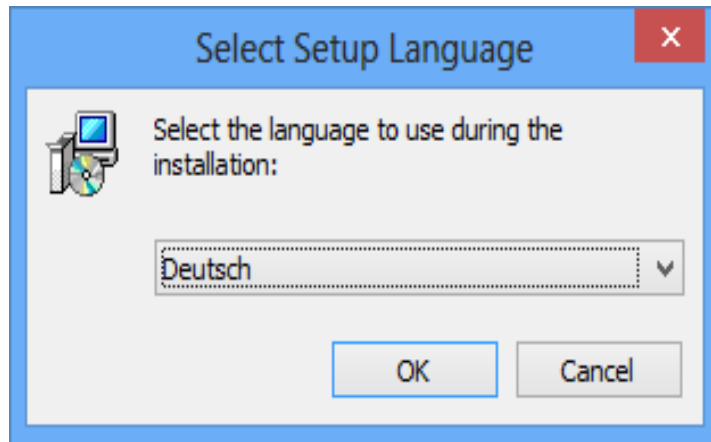 Select Setup Language
Select the language to use during the
installation:
Deutsch
OK
Cancel